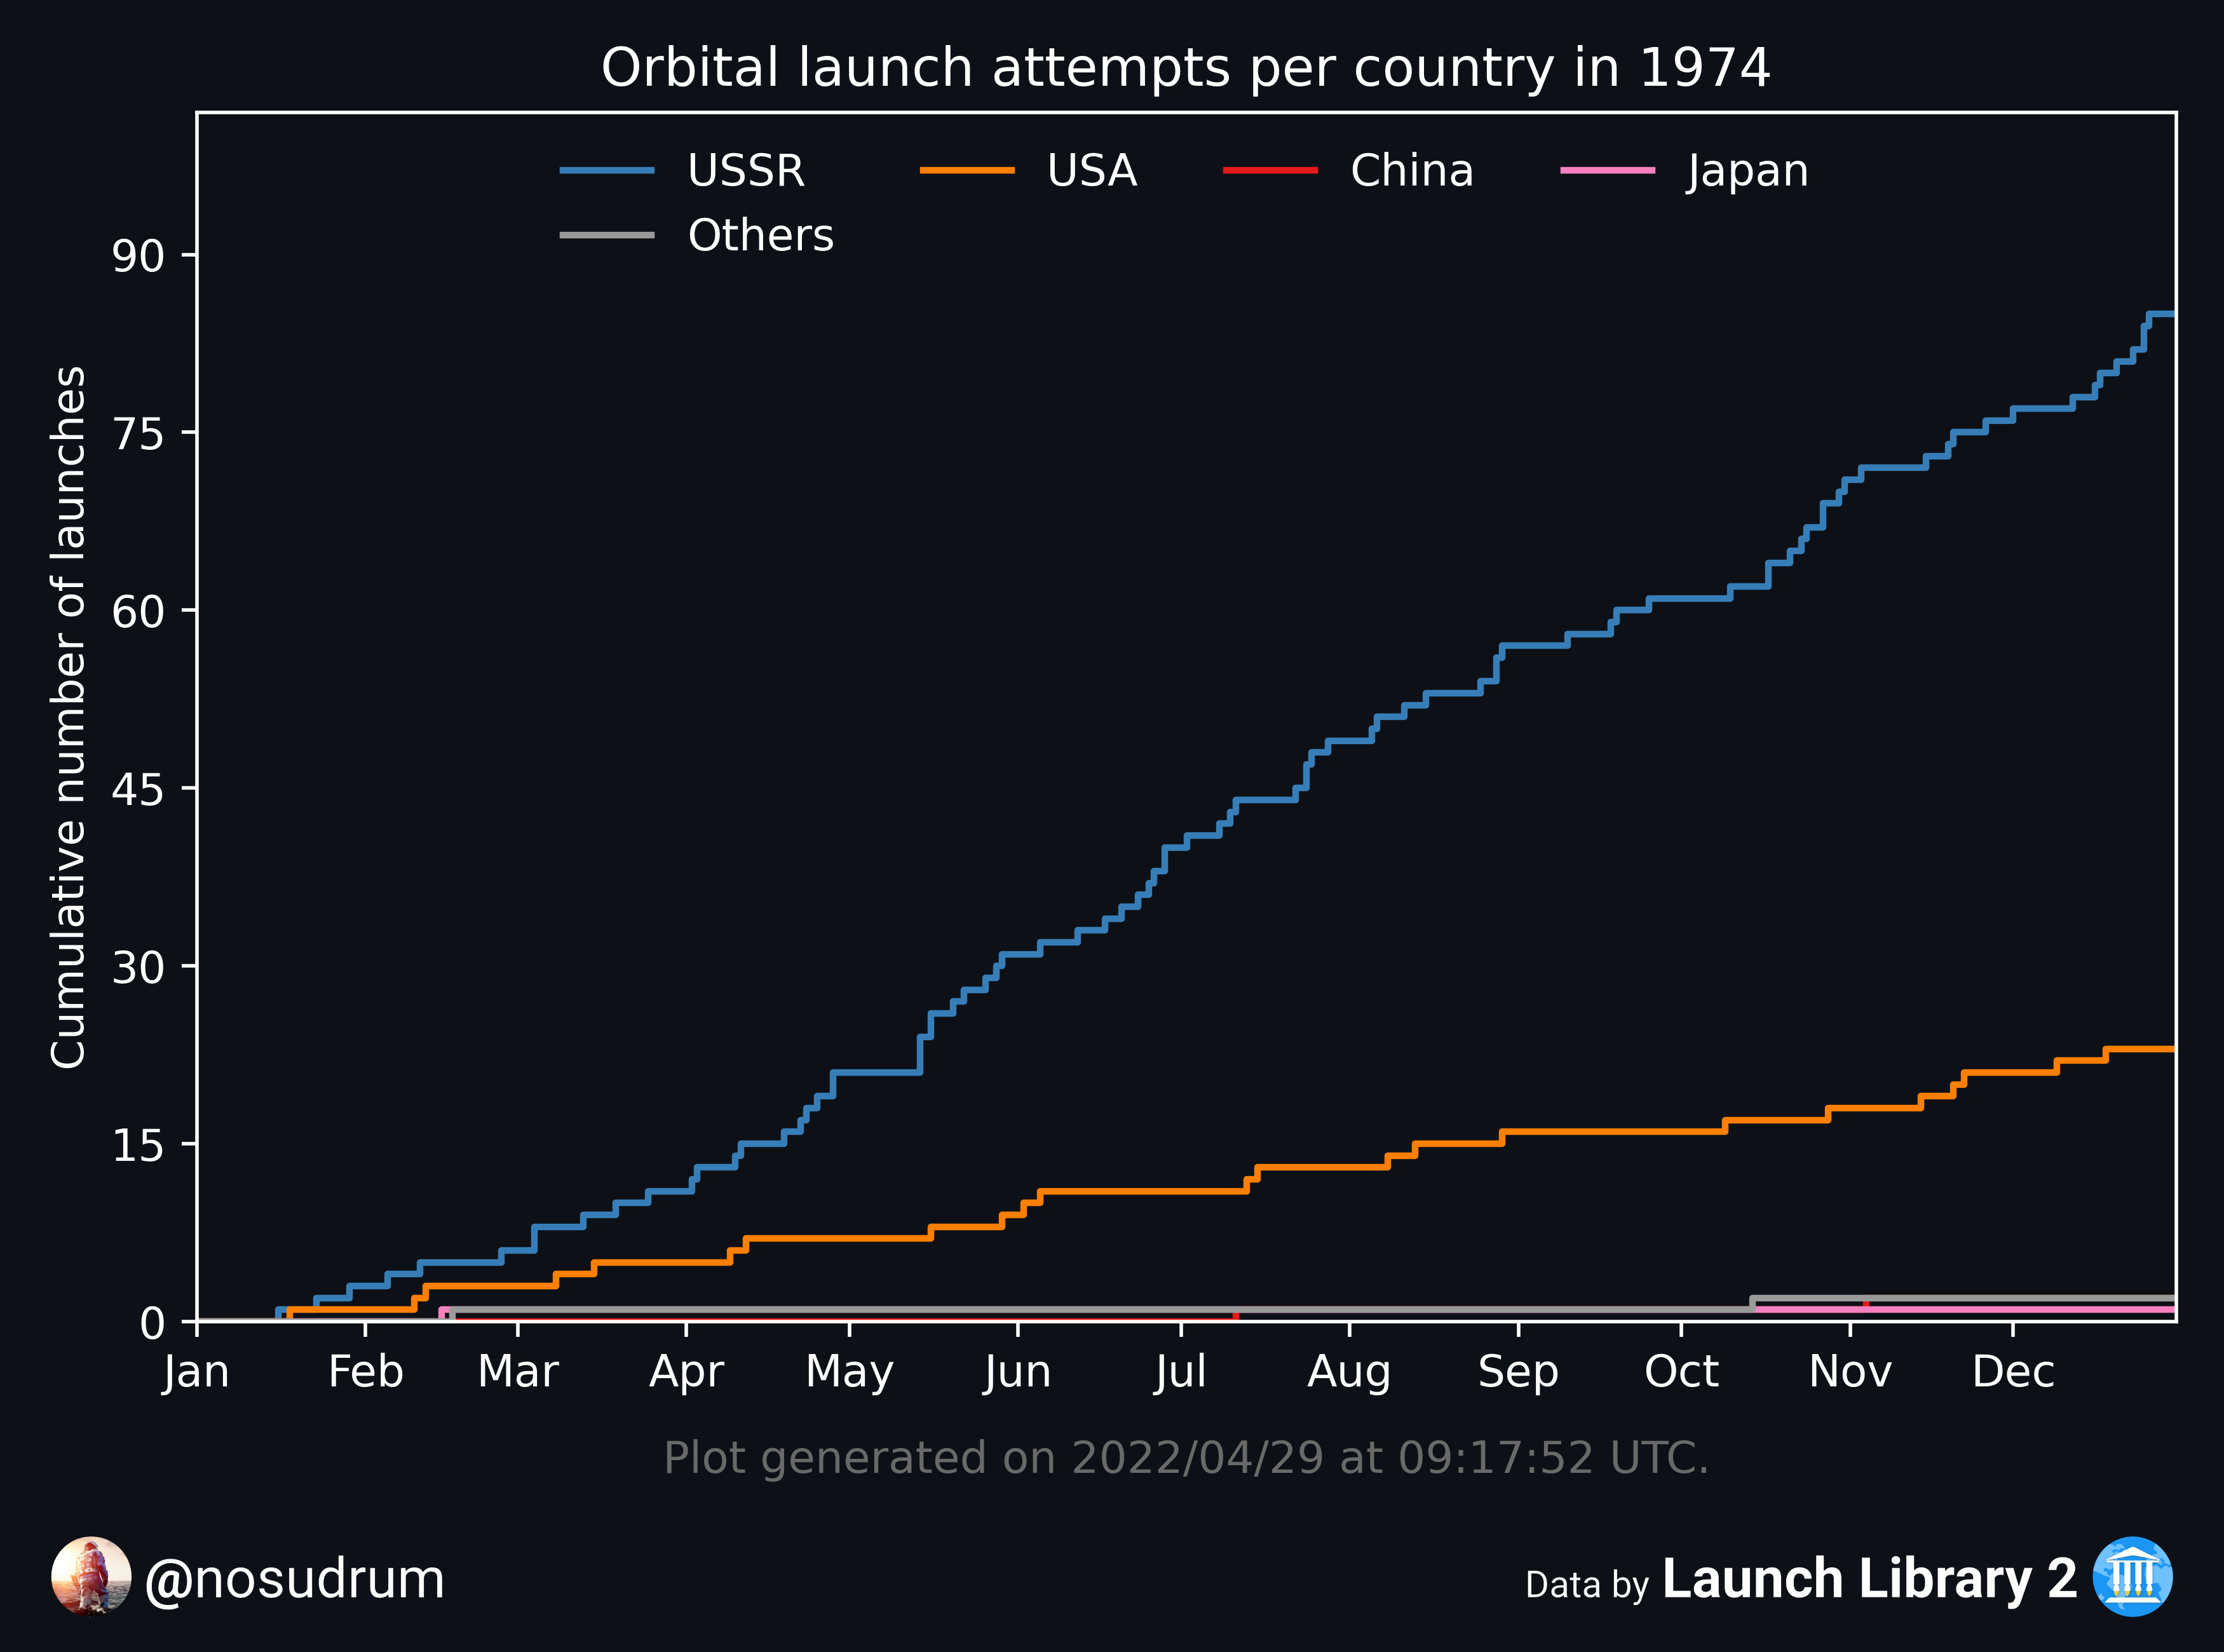 Orbital launch attempts per country in 1974
USSR USA China Japan
Others
90
75
60
45
30
15
0
Cumulative number of launches
Jan Feb Mar Apr May Jun Jul Aug Sep Oct Nov Dec
Plot generated on 2022/04/29 at 09:17:52 UTC.
@nosudrum
Data by Launch Library 2